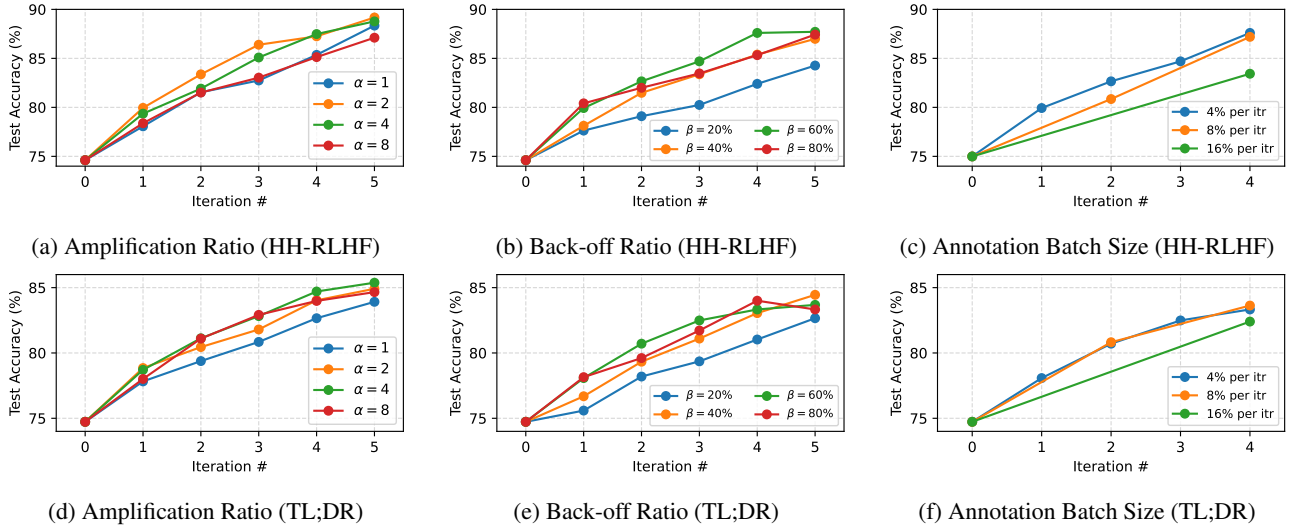 Test Accuracy (%)
90
85
80
75
0 1 2 3 4 5
Iteration #
α = 1
α = 2
α = 4
α = 8
(a) Amplification Ratio (HH-RLHF)
Test Accuracy (%)
90
85
80
75
0 1 2 3 4 5
Iteration #
β = 20% β = 60%
β = 40% β = 80%
(b) Back-off Ratio (HH-RLHF)
Test Accuracy (%)
90
85
80
75
0 1 2 3 4
Iteration #
4% per itr
8% per itr
16% per itr
(c) Annotation Batch Size (HH-RLHF)
Test Accuracy (%)
85
80
75
0 1 2 3 4 5
Iteration #
α = 1
α = 2
α = 4
α = 8
(d) Amplification Ratio (TL;DR)
Test Accuracy (%)
85
80
75
0 1 2 3 4 5
Iteration #
β = 20% β = 60%
β = 40% β = 80%
(e) Back-off Ratio (TL;DR)
Test Accuracy (%)
85
80
75
0 1 2 3 4
Iteration #
4% per itr
8% per itr
16% per itr
(f) Annotation Batch Size (TL;DR)